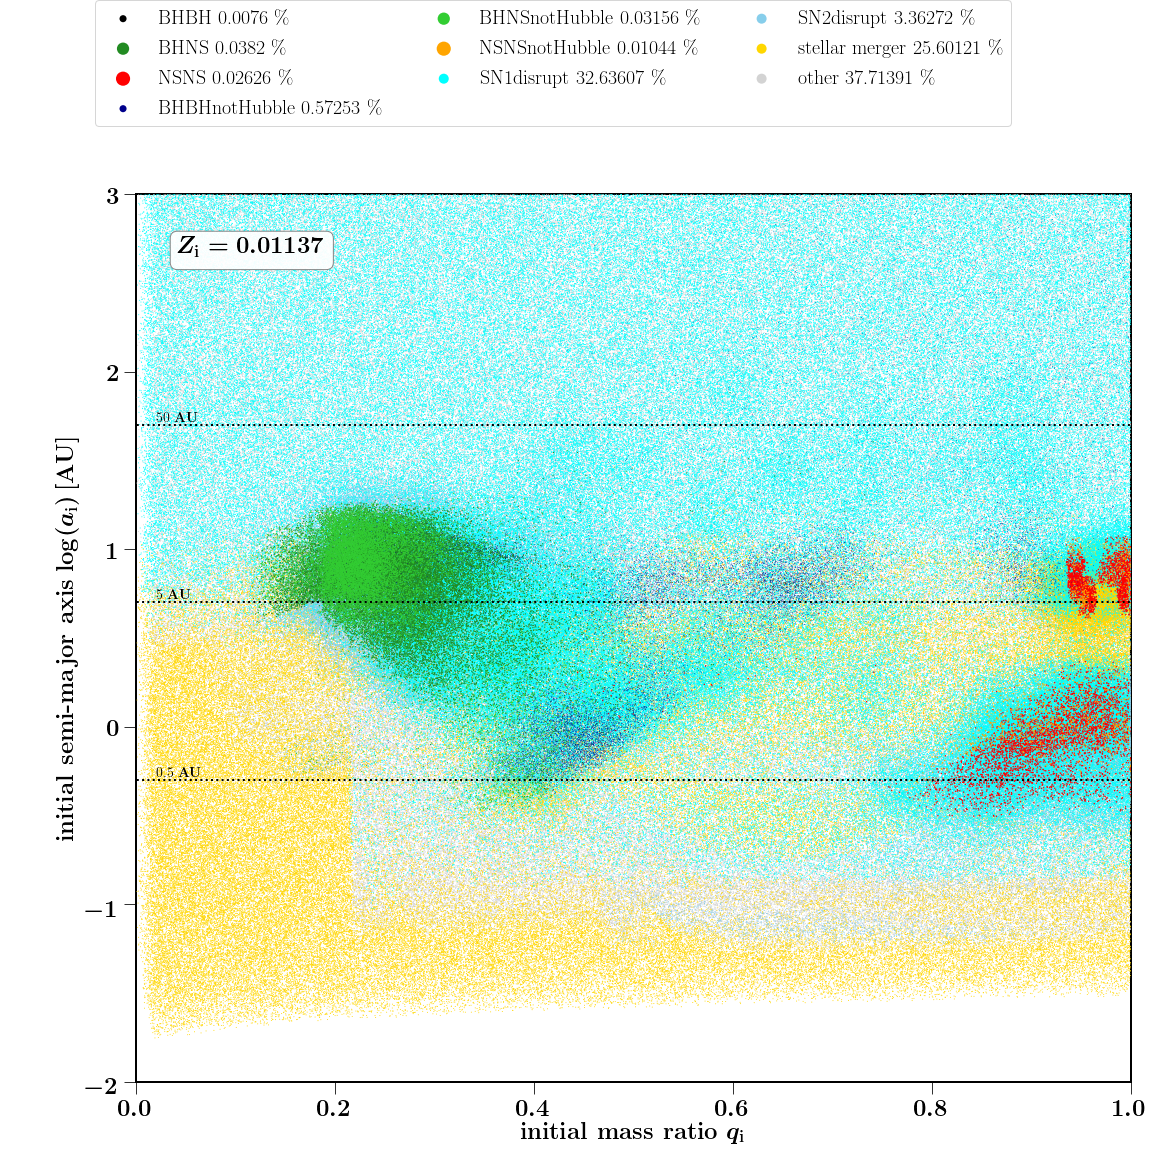 BHBH 0.0076 %
BHNS 0.0382 %
NSNS 0.02626 %
BHBHnotHubble 0.57253 %
BHNSnotHubble 0.03156 %
NSNSnotHubble 0.01044 %
SN1disrupt 32.63607 %
SN2disrupt 3.36272 %
stellar merger 25.60121 %
other 37.71391 %
Z_i = 0.01137
50 AU
5 AU
0.5 AU
3
2
1
0
−1
−2
initial semi-major axis log(a_i) [AU]
0.0 0.2 0.4 0.6 0.8 1.0
initial mass ratio q_i